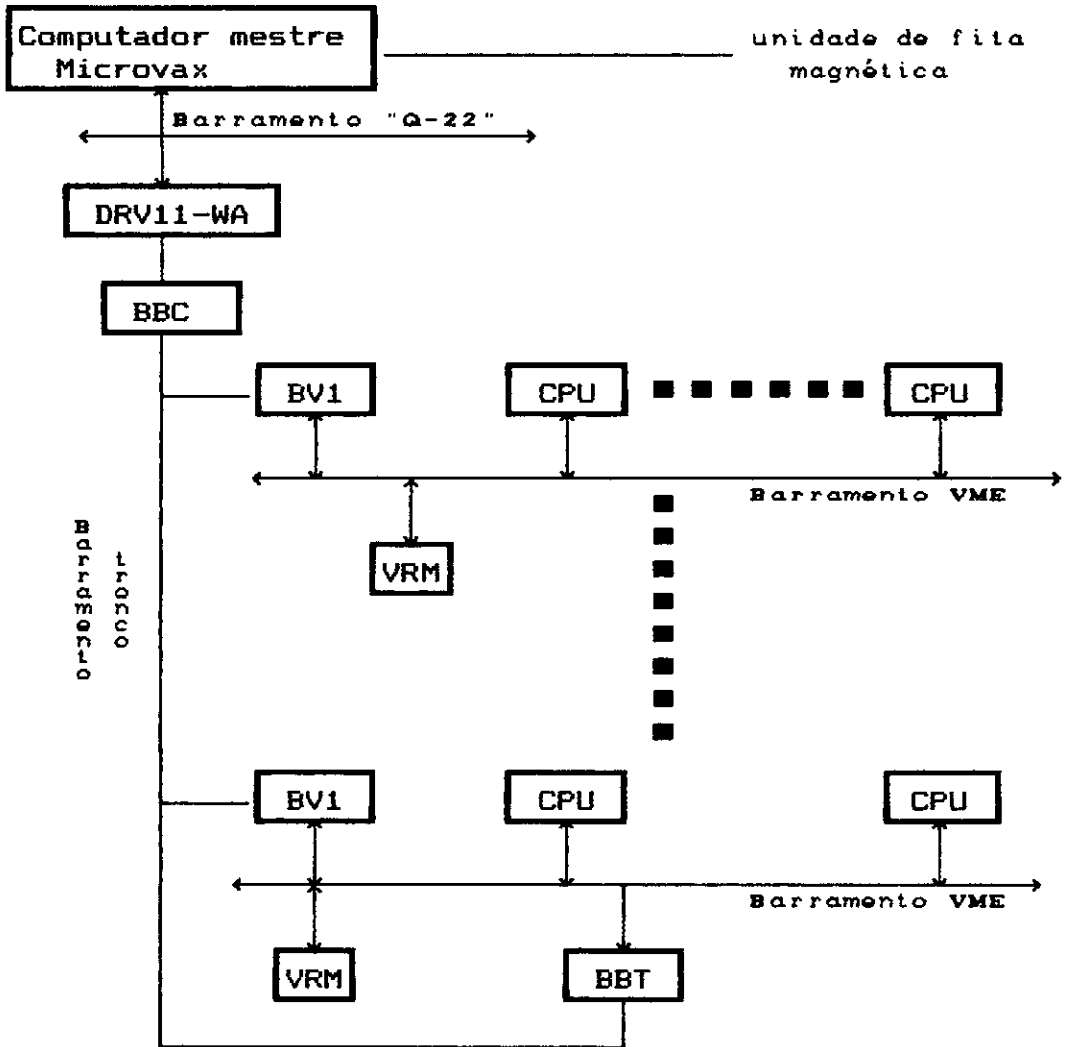 Computador mestre
Microvax
unidade de fita
magnética
Barramento "Q-22"
DRV11-WA
BBC
BV1
CPU
CPU
Barramento VME
VRM
Barramento
tronco
BV1
CPU
CPU
Barramento VME
VRM
BBT